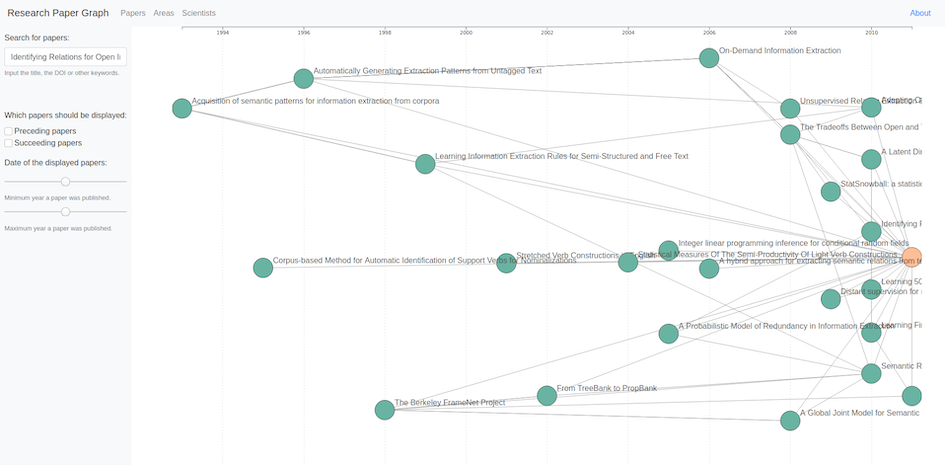 Research Paper Graph Papers Areas Scientists About
Search for papers:
Identifying Relations for Open
Input the title, the DOI or other keywords.
Which papers should be displayed:
Preceding papers
Succeeding papers
Date of the displayed papers:
Minimum year a paper was published.
Maximum year a paper was published.
1994 1996 1998 2000 2002 2004 2006 2008 2010
On-Demand Information Extraction
Automatically Generating Extraction Patterns from Untagged Text
Acquisition of semantic patterns for information extraction from corpora
Unsupervised
The Tradeoffs Between Open and
A Latent
Learning Information Extraction Rules for Semi-Structured and Free Text
StatSnowball: a
Identifying
Integer linear programming inference for conditional random fields
Stretched Verb Constructions
Statistical Measures Of The Semi-Productivity Of Light Verb Constructions
Corpus-based Method for Automatic Identification of Support Verbs for Nominalizations
A hybrid approach for extracting semantic relations from
Learning
Distant supervision for
A Probabilistic Model of Redundancy in Information
Learning
Semantic
From TreeBank to PropBank
The Berkeley FrameNet Project
A Global Joint Model for Semantic